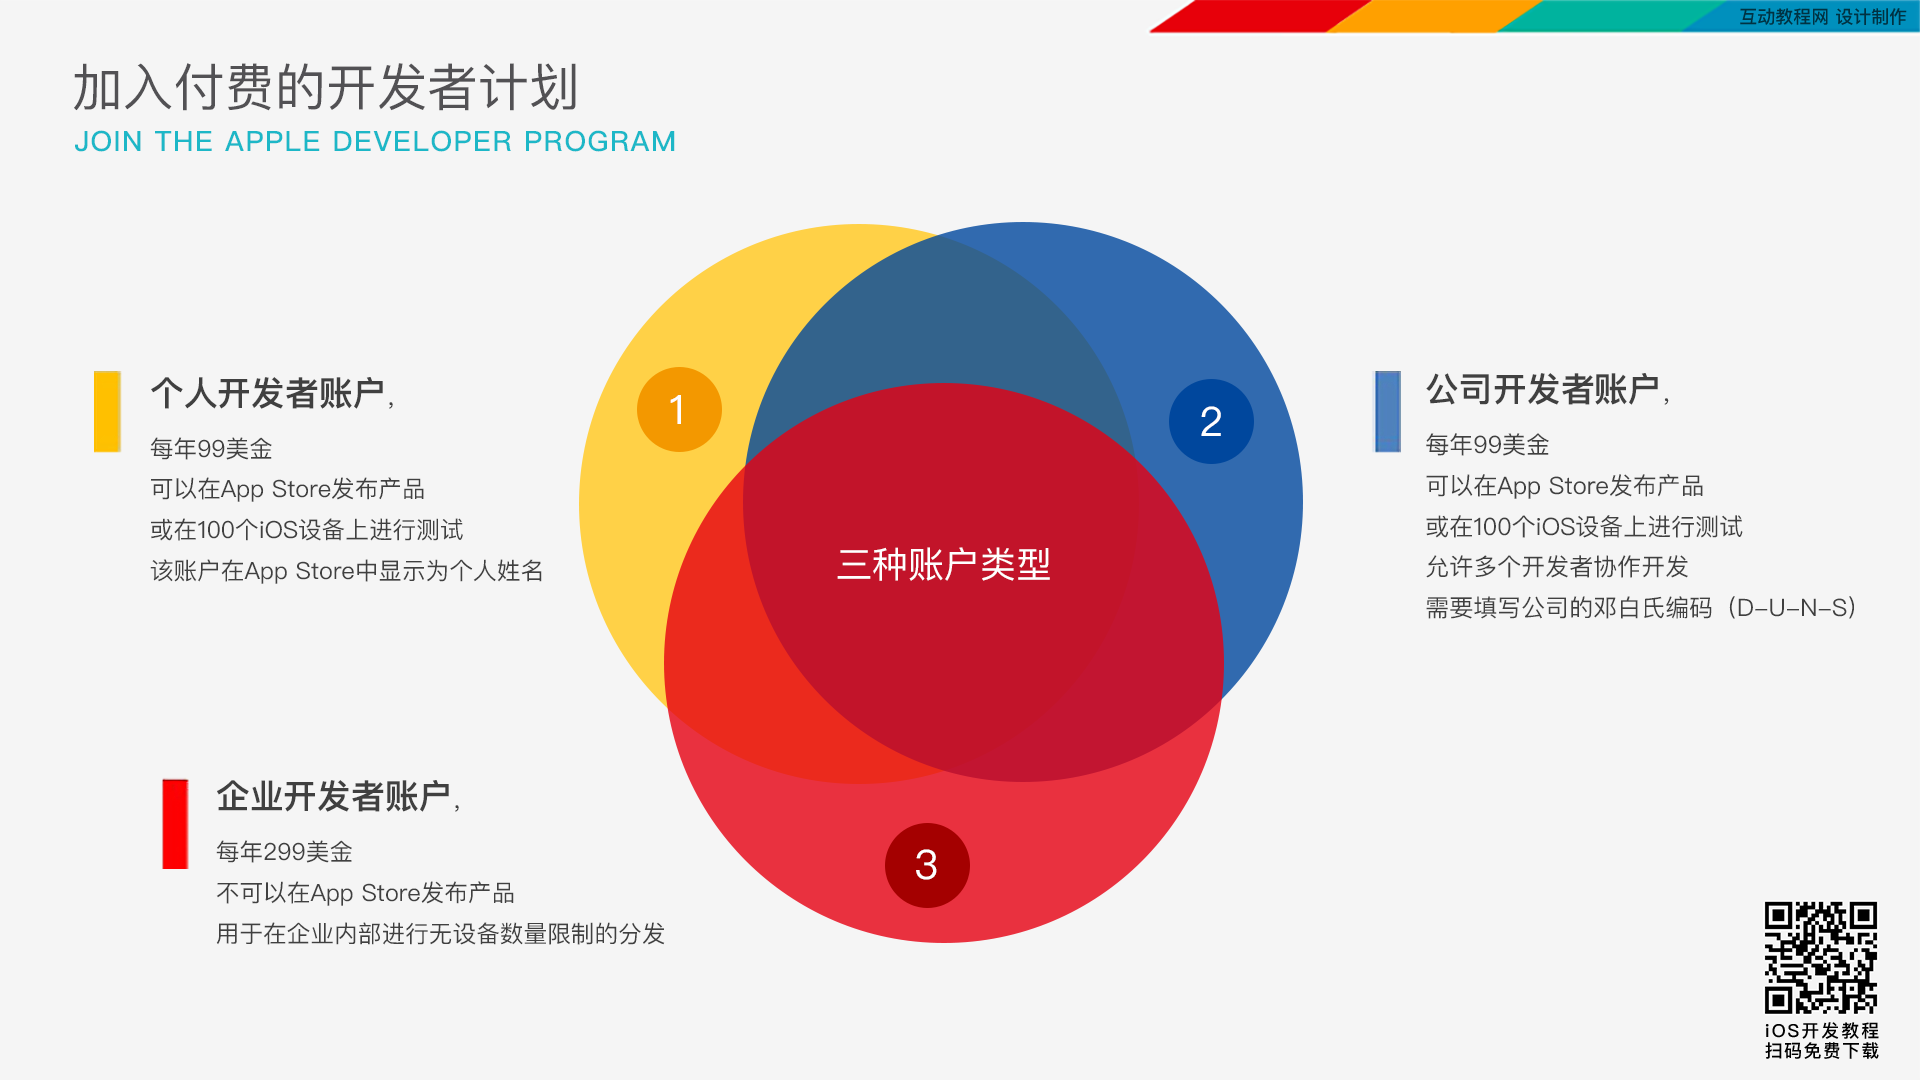 互动教程网 设计制作
加入付费的开发者计划
JOIN THE APPLE DEVELOPER PROGRAM
个人开发者账户,
每年99美金
可以在App Store发布产品
或在100个iOS设备上进行测试
该账户在App Store中显示为个人姓名
1
2
三种账户类型
3
公司开发者账户,
每年99美金
可以在App Store发布产品
或在100个iOS设备上进行测试
允许多个开发者协作开发
需要填写公司的邓白氏编码（D-U-N-S）
企业开发者账户,
每年299美金
不可以在App Store发布产品
用于在企业内部进行无设备数量限制的分发
iOS开发教程
扫码免费下载